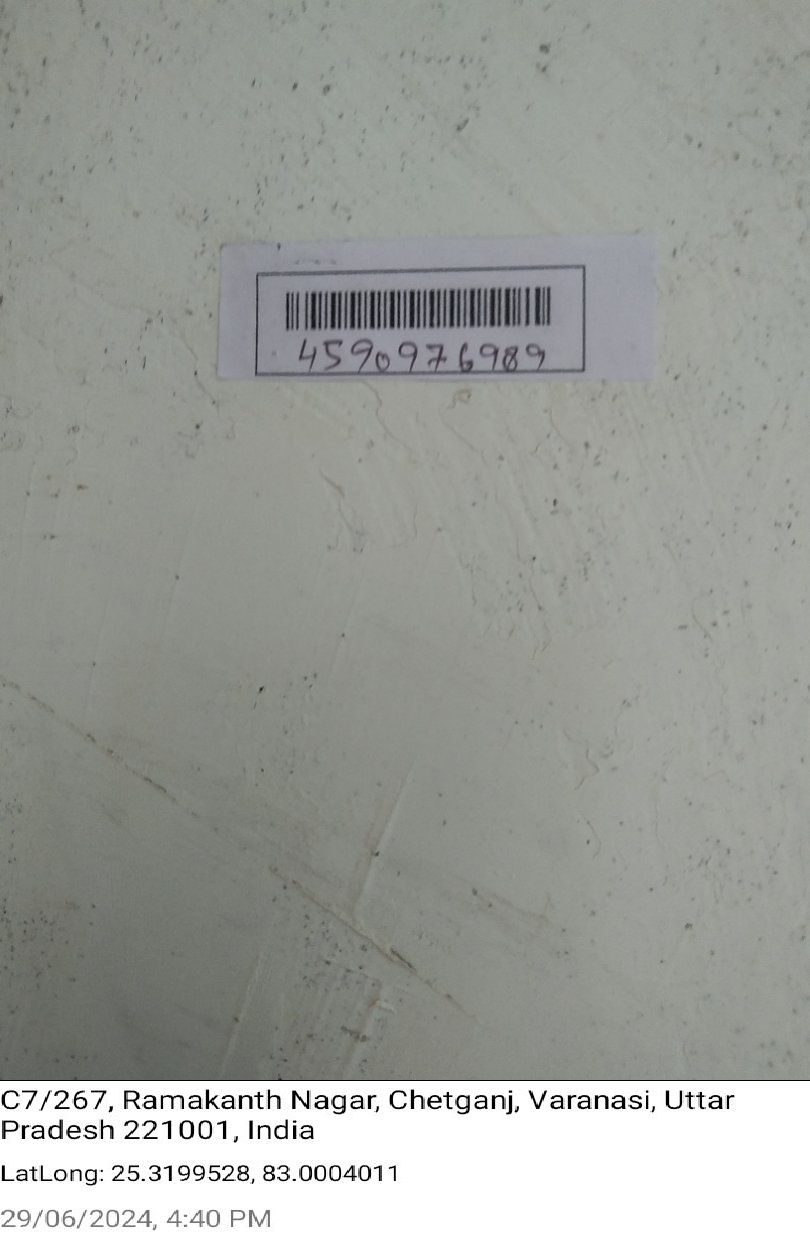 4590976989
C7/267, Ramakanth Nagar, Chetganj, Varanasi, Uttar
Pradesh 221001, India
LatLong: 25.3199528, 83.0004011
29/06/2024, 4:40 PM